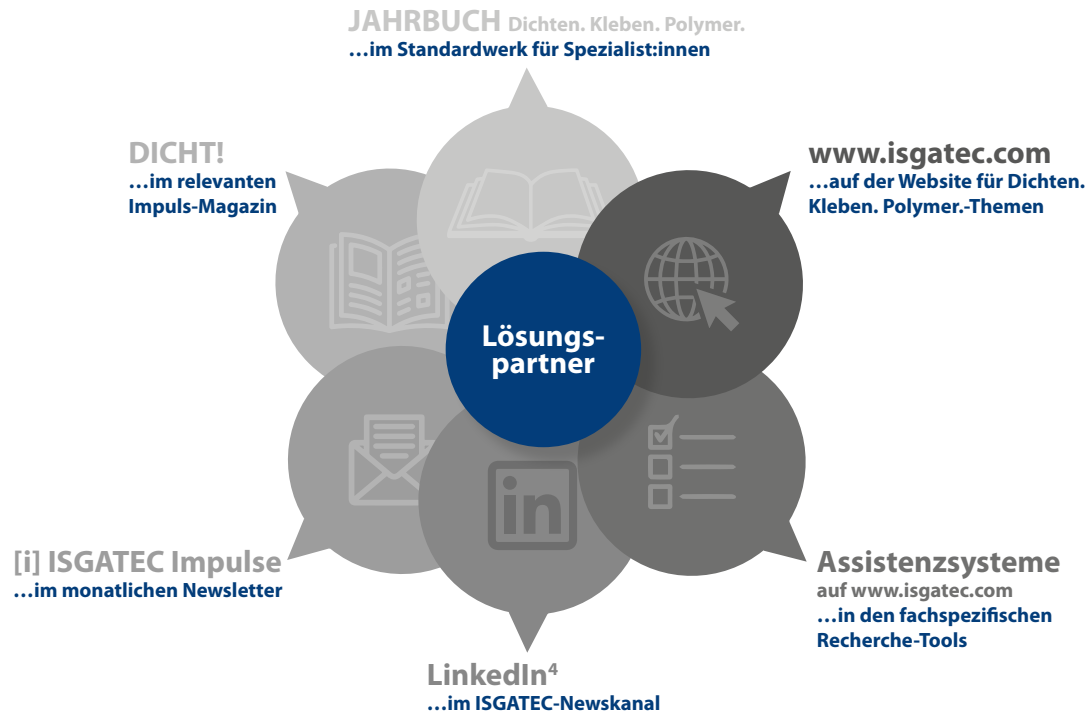 JAHRBUCH Dichten. Kleben. Polymer.
...im Standardwerk für Spezialist:innen
DICHT!
...im relevanten
Impuls-Magazin
www.isgatec.com
...auf der Website für Dichten.
Kleben. Polymer.-Themen
Lösungs-
partner
in
[i] ISGATEC Impulse
...im monatlichen Newsletter
Assistenzsysteme
auf www.isgatec.com
...in den fachspezifischen
Recherche-Tools
LinkedIn⁴
...im ISGATEC-Newskanal